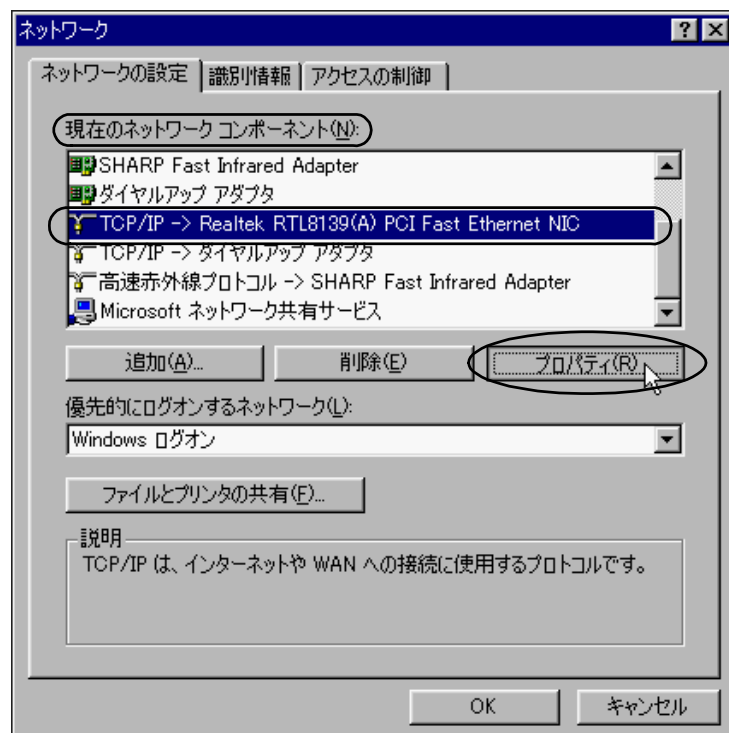 ネットワーク
ネットワークの設定 識別情報 アクセスの制御
現在のネットワーク コンポーネント(N):
SHARP Fast Infrared Adapter
ダイヤルアップ アダプタ
TCP/IP -> Realtek RTL8139(A) PCI Fast Ethernet NIC
TCP/IP -> ダイヤルアップ アダプタ
高速赤外線プロトコル -> SHARP Fast Infrared Adapter
Microsoft ネットワーク共有サービス
追加(A)... 削除(E) プロパティ(R)
優先的にログオンするネットワーク(L):
Windows ログオン
ファイルとプリンタの共有(F)...
説明
TCP/IP は、インターネットや WAN への接続に使用するプロトコルです。
OK キャンセル